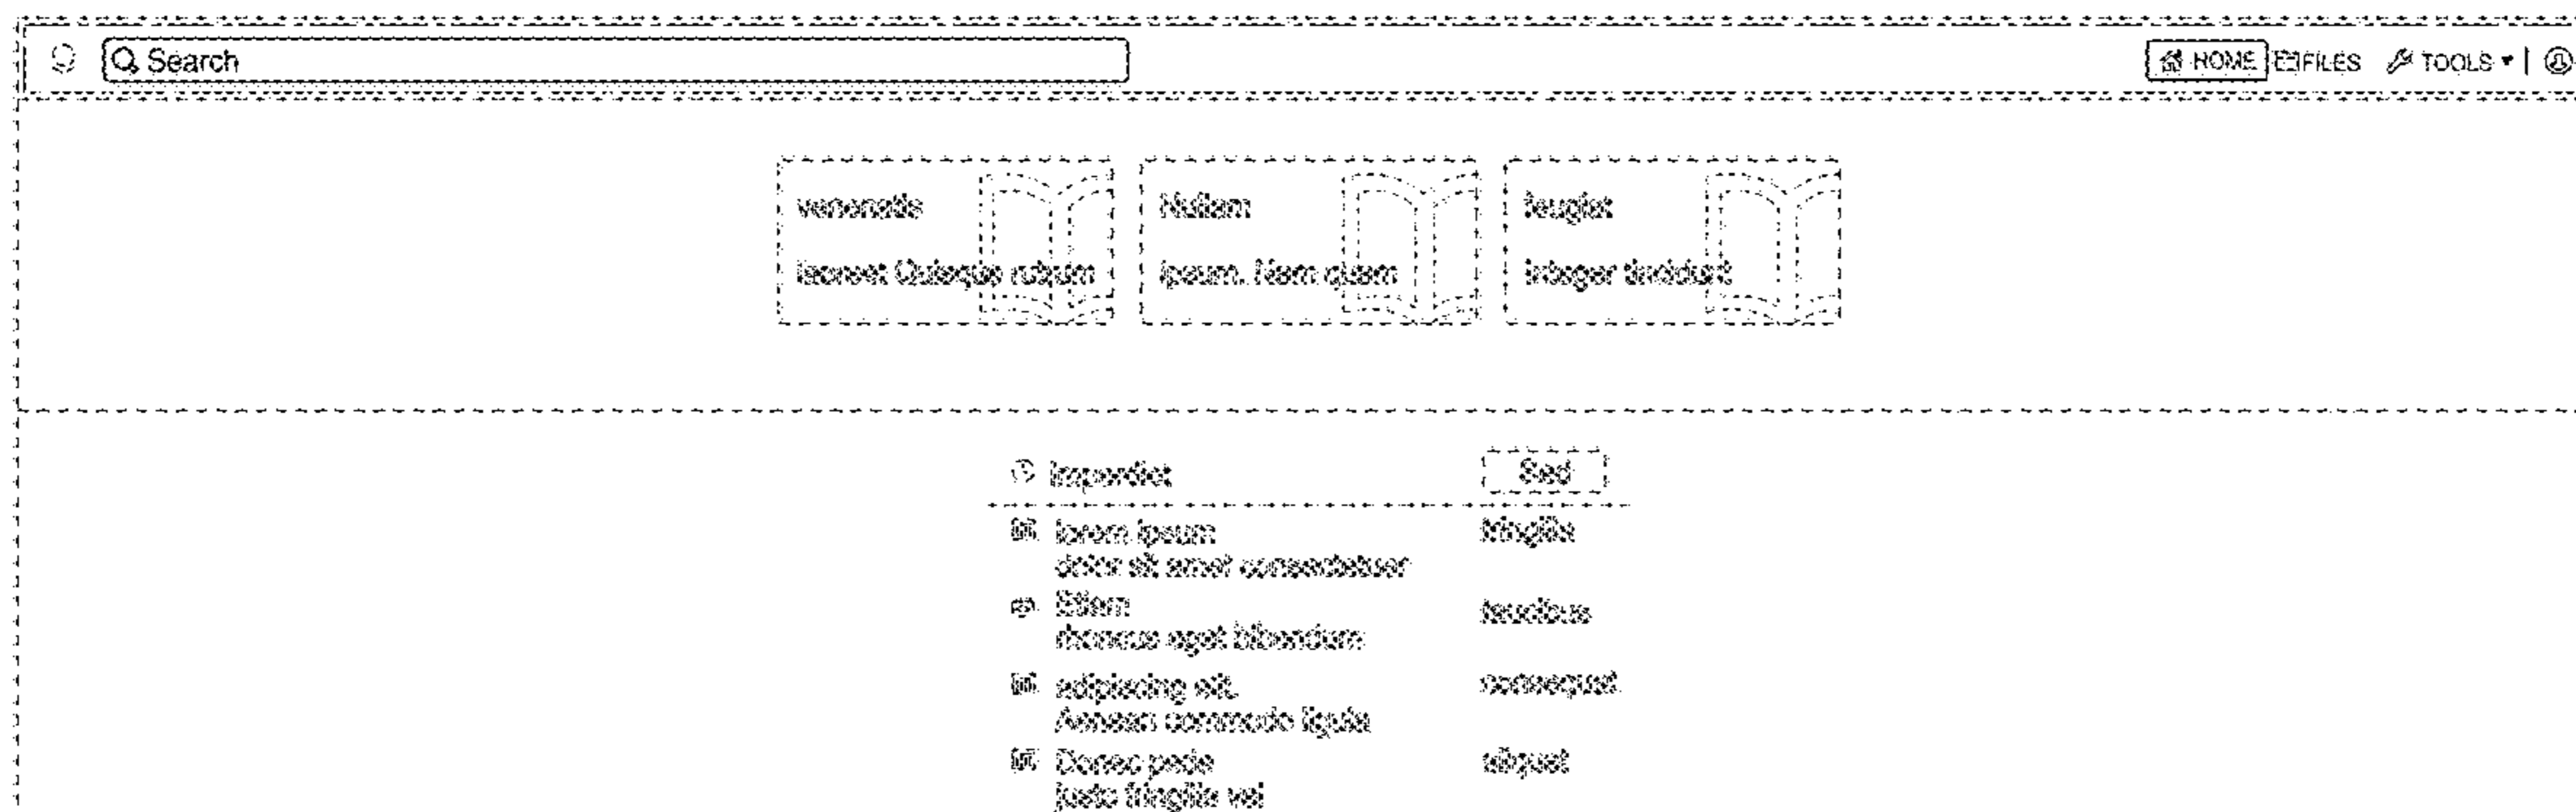 Search
HOME FILES TOOLS
venenatis
laoreet Quisque rutrum
Nullam
ipsum. Nam quam
feugiat
Integer tincidunt
Imperdiet
Sed
lorem ipsum
dolor sit amet consectetuer
fringilla
Etiam
rhoncus eget bibendum
faucibus
adipiscing elit.
Aenean commodo ligula
consequat
Donec pede
justo fringilla vel
aliquet